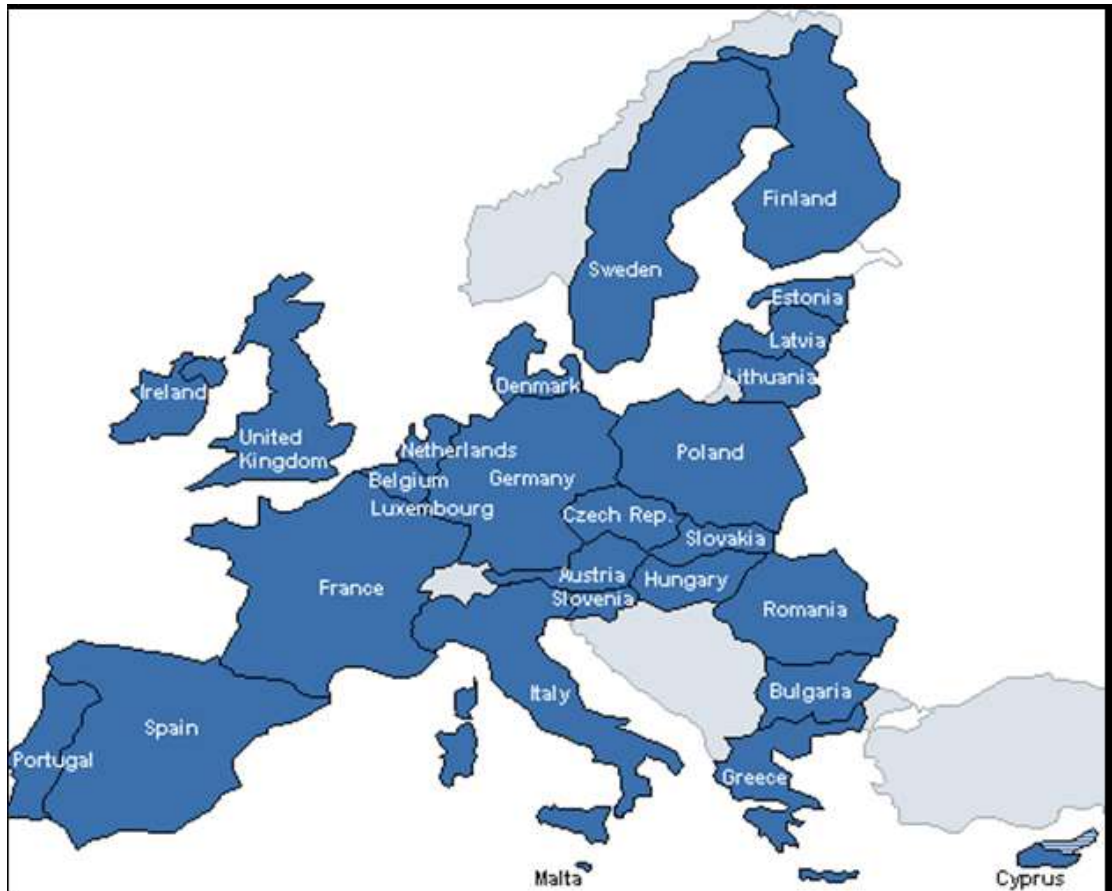 Finland
Sweden
Estonia
Latvia
Lithuania
Denmark
Ireland
United
Kingdom
Netherlands
Poland
Belgium
Germany
Luxembourg
Czech Rep.
Slovakia
France
Austria
Hungary
Slovenia
Romania
Italy
Bulgaria
Spain
Portugal
Greece
Malta
Cyprus